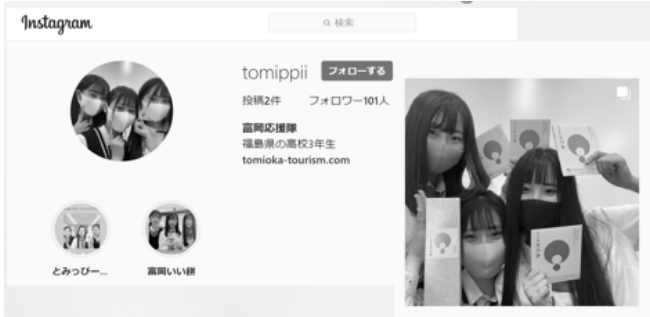 Instagram
検索
tomippii フォローする
投稿2件 フォロワー101人
富岡応援隊
福島県の高校3年生
tomioka-tourism.com
とみっぴー... 富岡いい餅